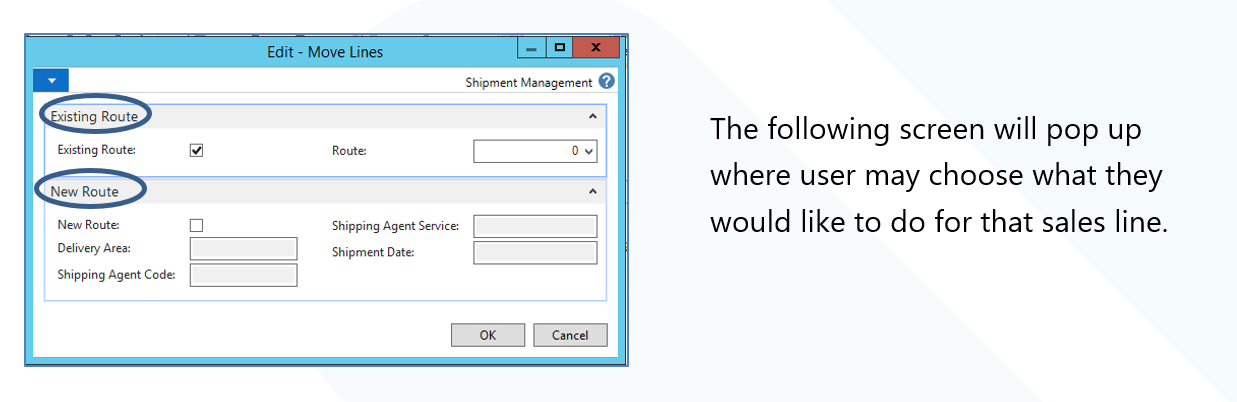 Edit - Move Lines
Shipment Management
Existing Route
Existing Route:
Route: 0
New Route
New Route:
Shipping Agent Service:
Delivery Area:
Shipment Date:
Shipping Agent Code:
OK Cancel
The following screen will pop up
where user may choose what they
would like to do for that sales line.